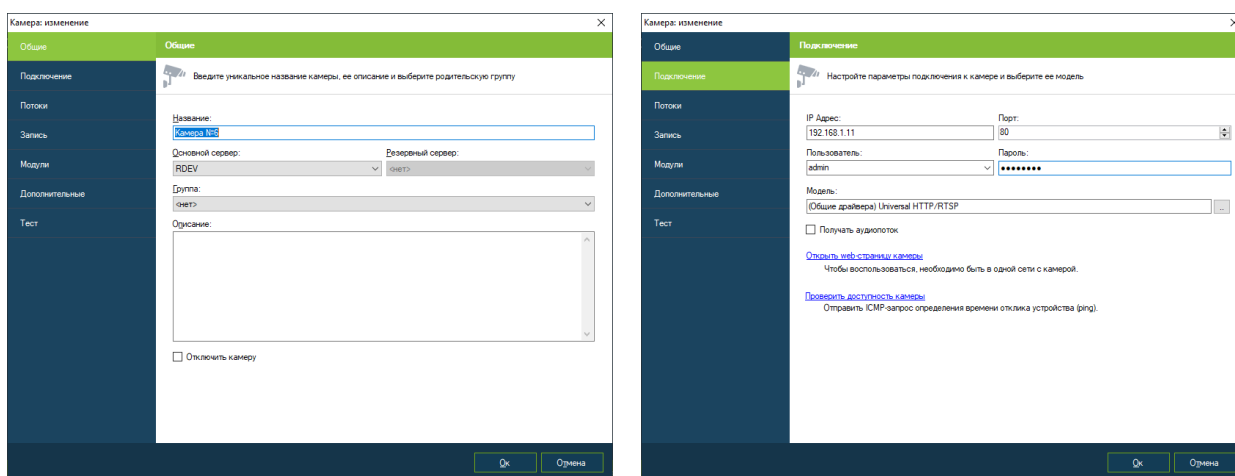 Камера: изменение
Общие
Подключение
Потоки
Запись
Модули
Дополнительные
Тест
Общие
Введите уникальное название камеры, ее описание и выберите родительскую группу
Название:
Камера №6
Основной сервер: Резервный сервер:
RDEV <нет>
Группа:
<нет>
Описание:
Отключить камеру
Ок Отмена
Камера: изменение
Общие
Подключение
Потоки
Запись
Модули
Дополнительные
Тест
Подключение
Настройте параметры подключения к камере и выберите ее модель
IP Адрес: Порт:
192.168.1.11 80
Пользователь: Пароль:
admin ●●●●●●●●
Модель:
(Общие драйвера) Universal HTTP/RTSP ...
Получать аудиопоток
Открыть web-страницу камеры
Чтобы воспользоваться, необходимо быть в одной сети с камерой.
Проверить доступность камеры
Отправить ICMP-запрос определения времени отклика устройства (ping).
Ок Отмена